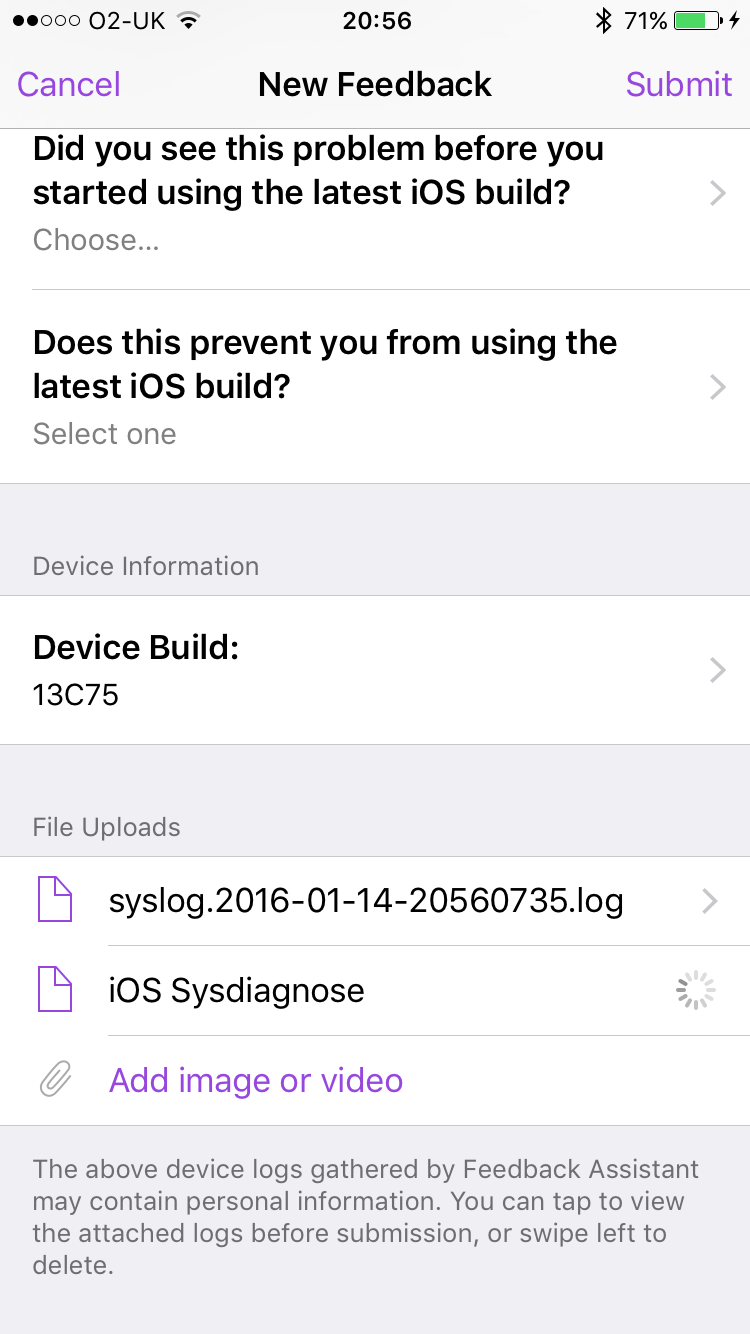 O2-UK 20:56 71%
Cancel New Feedback Submit
Did you see this problem before you
started using the latest iOS build?
Choose...
Does this prevent you from using the
latest iOS build?
Select one
Device Information
Device Build:
13C75
File Uploads
syslog.2016-01-14-20560735.log
iOS Sysdiagnose
Add image or video
The above device logs gathered by Feedback Assistant
may contain personal information. You can tap to view
the attached logs before submission, or swipe left to
delete.